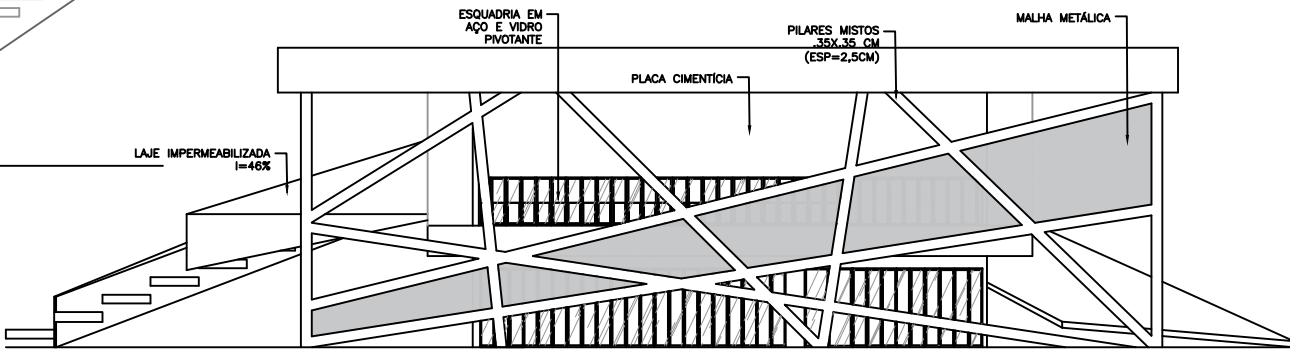 ESQUADRIA EM
AÇO E VIDRO
PIVOTANTE
PILARES MISTOS
.35X.35 CM
(ESP=2,5CM)
MALHA METÁLICA
PLACA CIMENTÍCIA
LAJE IMPERMEABILIZADA
I=46%